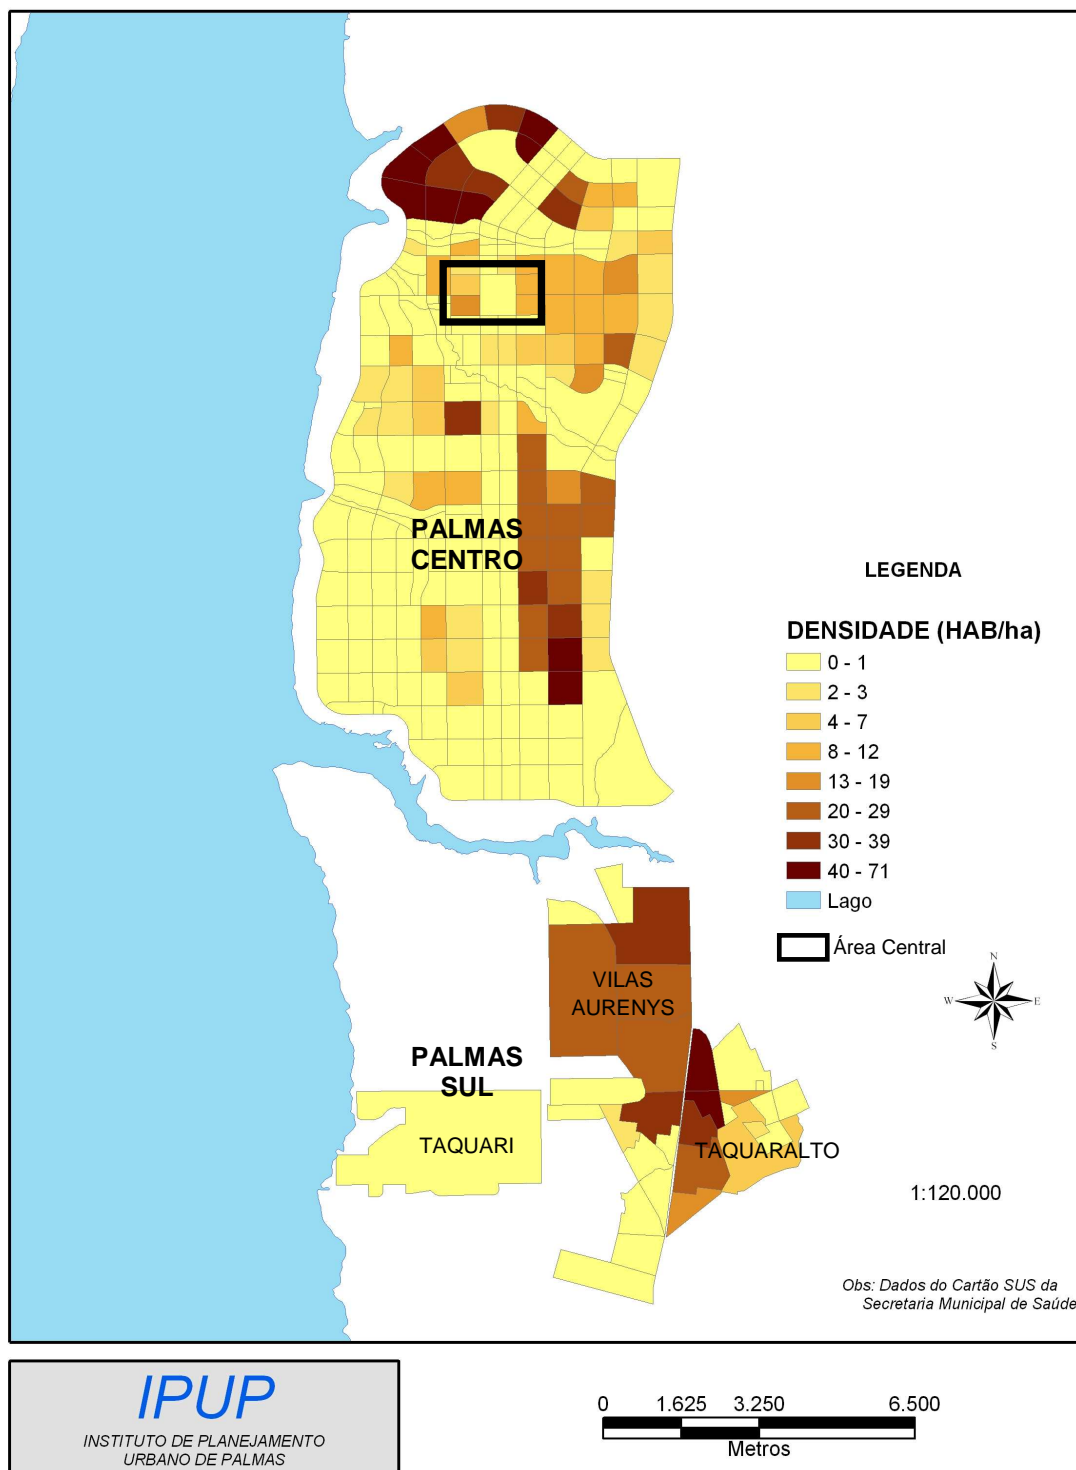 PALMAS
CENTRO
LEGENDA
DENSIDADE (HAB/ha)
0 - 1
2 - 3
4 - 7
8 - 12
13 - 19
20 - 29
30 - 39
40 - 71
Lago
Área Central
N
W
E
S
VILAS
AURENYS
PALMAS
SUL
TAQUARI
TAQUARALTO
1:120.000
Obs: Dados do Cartão SUS da
Secretaria Municipal de Saúde
IPUP
INSTITUTO DE PLANEJAMENTO
URBANO DE PALMAS
0 1.625 3.250 6.500
Metros